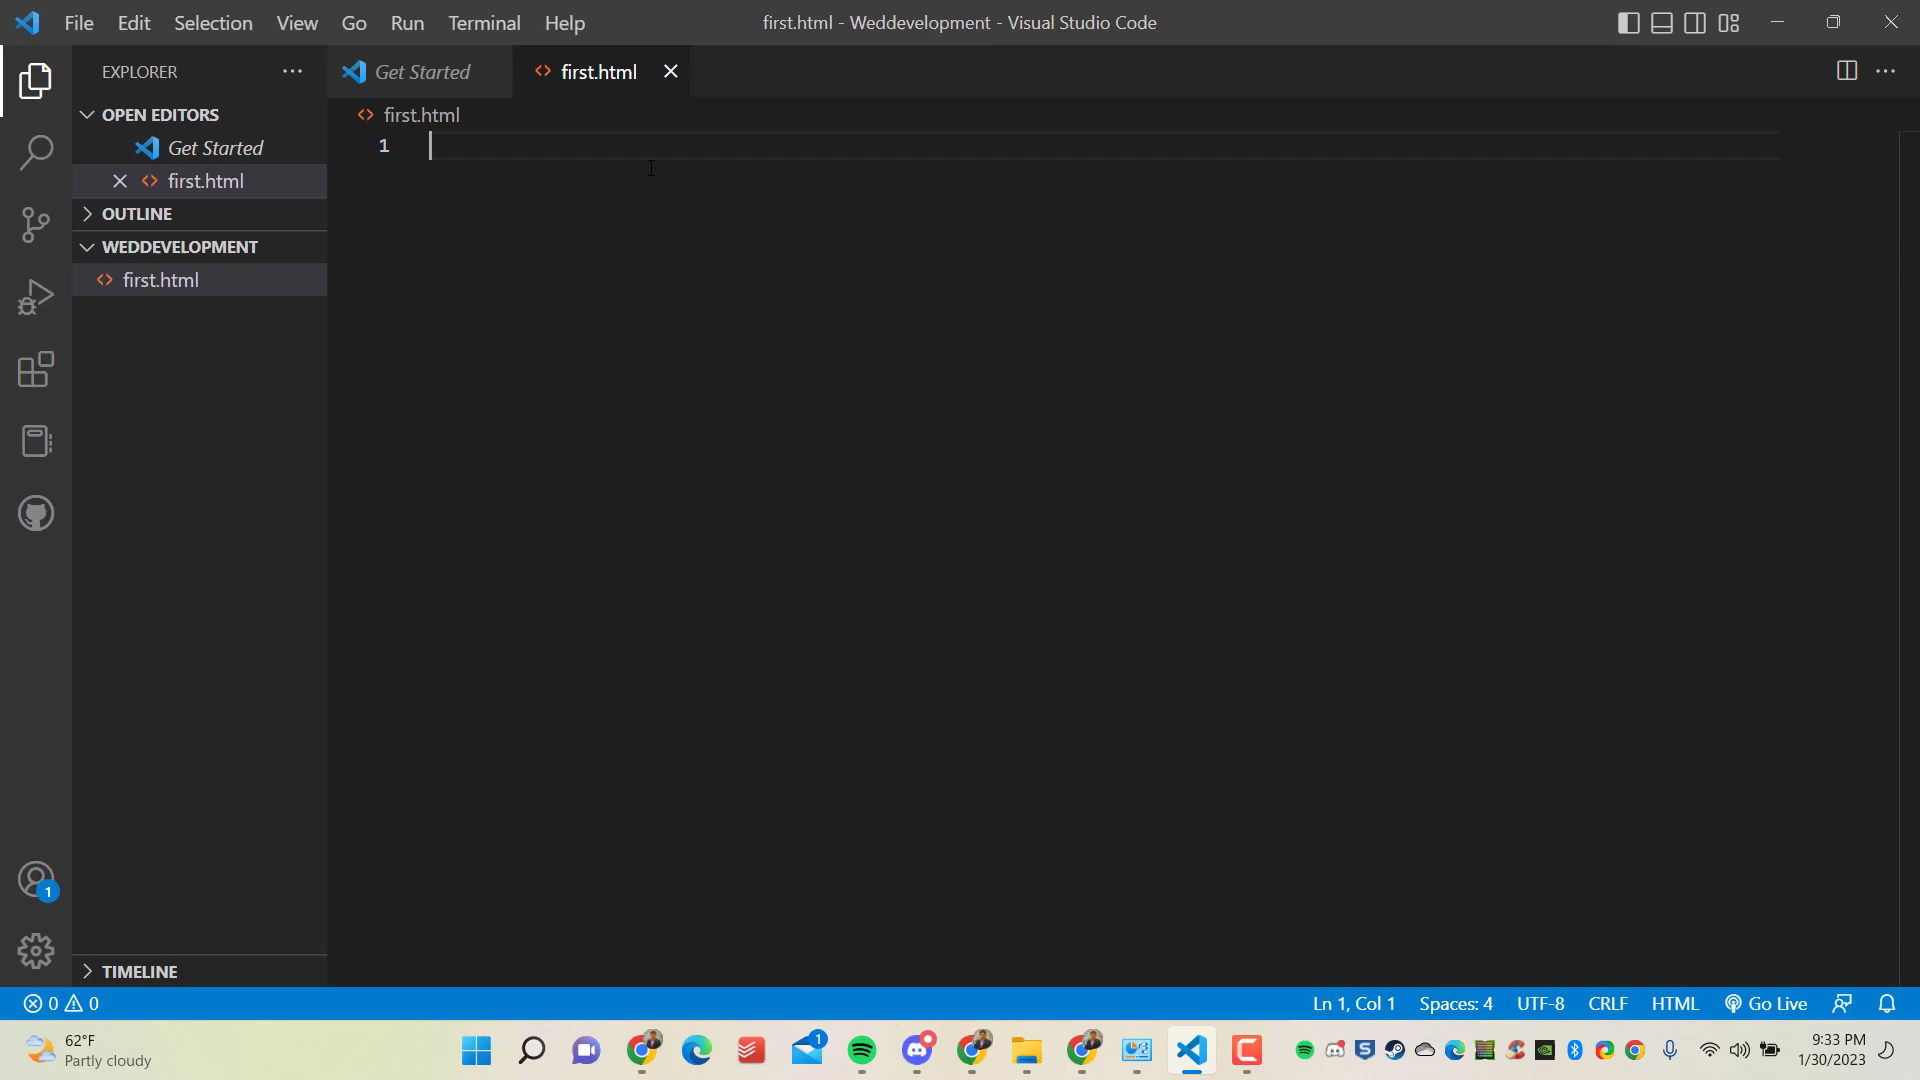 File Edit Selection View Go Run Terminal Help
first.html - Weddevelopment - Visual Studio Code
EXPLORER
Get Started
first.html
OPEN EDITORS
Get Started
first.html
OUTLINE
WEDDEVELOPMENT
first.html
first.html
1
1
TIMELINE
0 0
Ln 1, Col 1 Spaces: 4 UTF-8 CRLF HTML Go Live
62°F
Partly cloudy
1
9:33 PM
1/30/2023